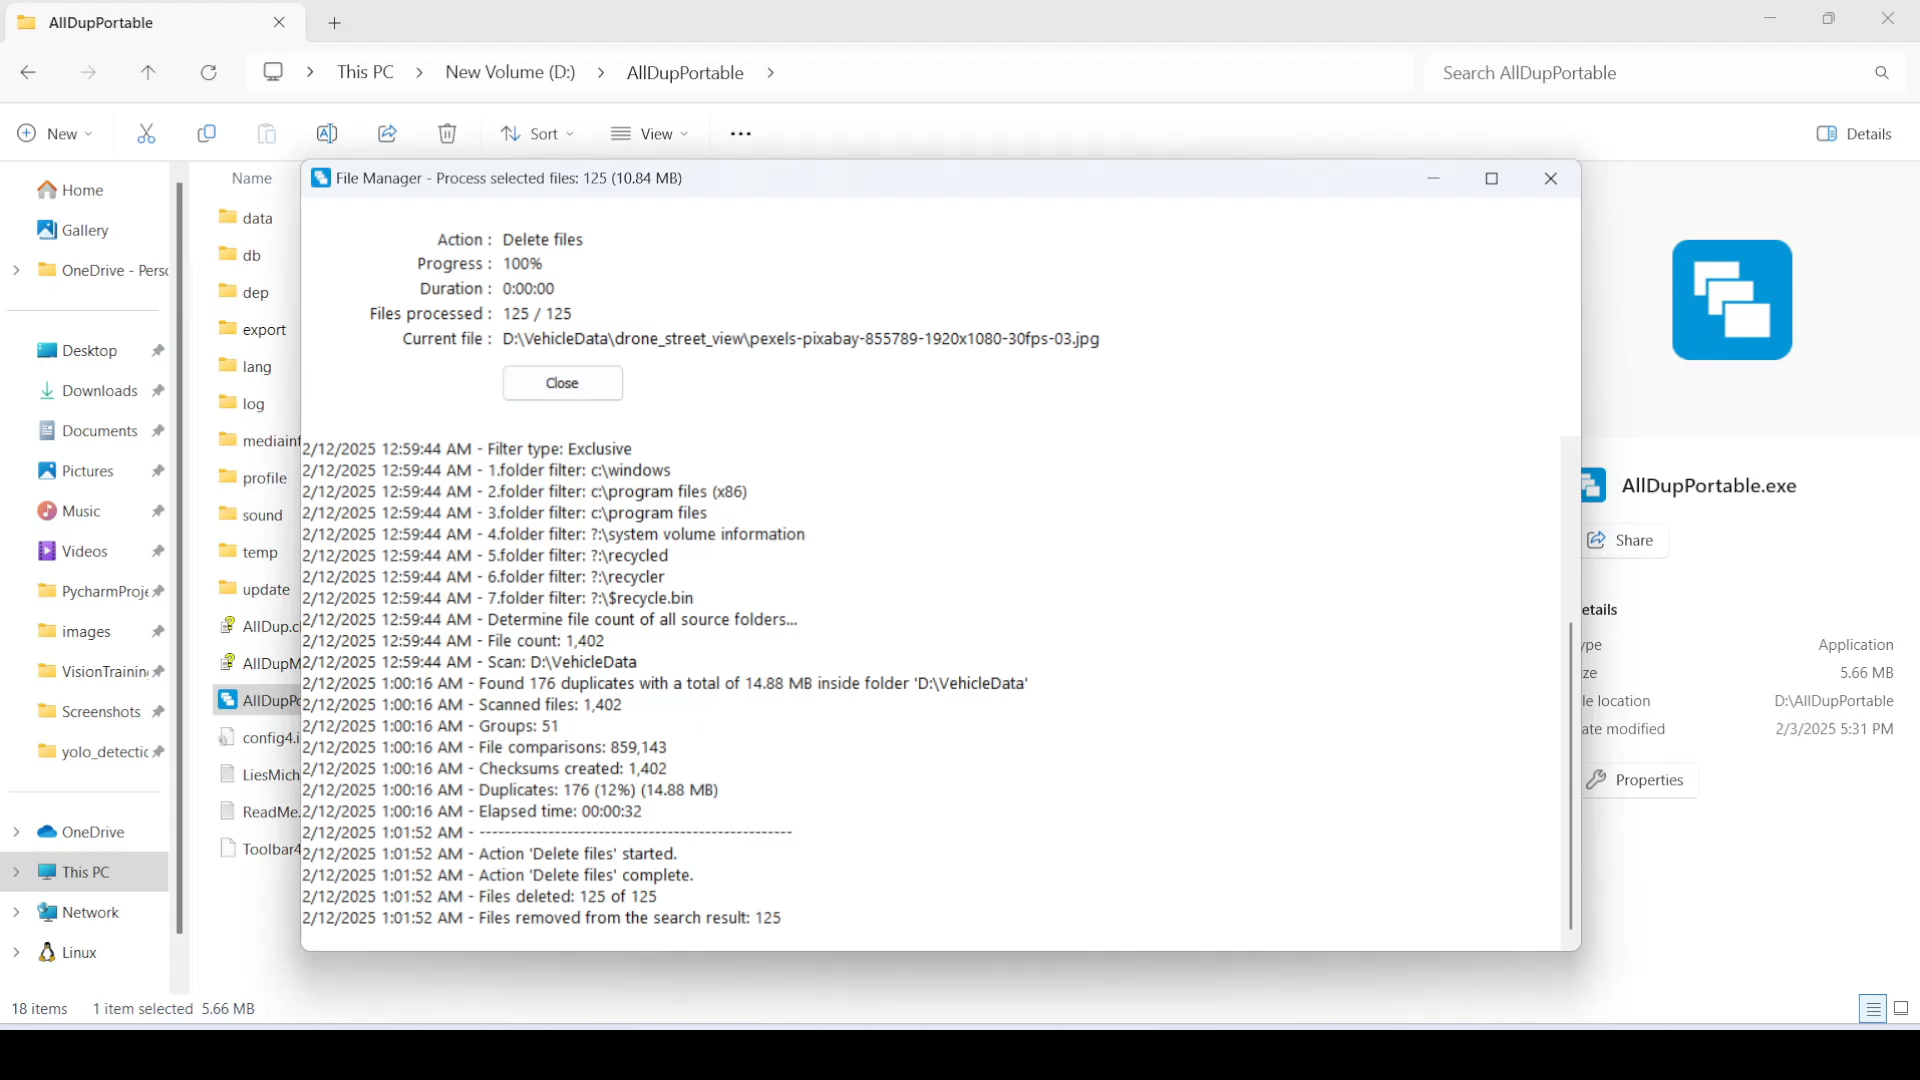 AllDupPortable
This PC
New Volume (D:)
AllDupPortable
Search AllDupPortable
New
Sort
View
Details
Home
Gallery
OneDrive - Perso
Desktop
Downloads
Documents
Pictures
Music
Videos
PycharmProje
images
VisionTraining
Screenshots
yolo_detectio
OneDrive
This PC
Network
Linux
Name
data
db
dep
export
lang
log
mediainf
profile
sound
temp
update
AllDup.c
AllDupM
AllDupPo
config4.i
LiesMich
ReadMe.
Toolbar4
File Manager - Process selected files: 125 (10.84 MB)
Action : Delete files
Progress : 100%
Duration : 0:00:00
Files processed : 125 / 125
Current file : D:\VehicleData\drone_street_view\pexels-pixabay-855789-1920x1080-30fps-03.jpg
Close
2/12/2025 12:59:44 AM - Filter type: Exclusive
2/12/2025 12:59:44 AM - 1.folder filter: c:\windows
2/12/2025 12:59:44 AM - 2.folder filter: c:\program files (x86)
2/12/2025 12:59:44 AM - 3.folder filter: c:\program files
2/12/2025 12:59:44 AM - 4.folder filter: ?:\system volume information
2/12/2025 12:59:44 AM - 5.folder filter: ?:\recycled
2/12/2025 12:59:44 AM - 6.folder filter: ?:\recycler
2/12/2025 12:59:44 AM - 7.folder filter: ?:\$recycle.bin
2/12/2025 12:59:44 AM - Determine file count of all source folders...
2/12/2025 12:59:44 AM - File count: 1,402
2/12/2025 12:59:44 AM - Scan: D:\VehicleData
2/12/2025 1:00:16 AM - Found 176 duplicates with a total of 14.88 MB inside folder 'D:\VehicleData'
2/12/2025 1:00:16 AM - Scanned files: 1,402
2/12/2025 1:00:16 AM - Groups: 51
2/12/2025 1:00:16 AM - File comparisons: 859,143
2/12/2025 1:00:16 AM - Checksums created: 1,402
2/12/2025 1:00:16 AM - Duplicates: 176 (12%) (14.88 MB)
2/12/2025 1:00:16 AM - Elapsed time: 00:00:32
2/12/2025 1:01:52 AM - --------------------------------------------------
2/12/2025 1:01:52 AM - Action 'Delete files' started.
2/12/2025 1:01:52 AM - Action 'Delete files' complete.
2/12/2025 1:01:52 AM - Files deleted: 125 of 125
2/12/2025 1:01:52 AM - Files removed from the search result: 125
AllDupPortable.exe
Share
etails
ype Application
ze 5.66 MB
le location D:\AllDupPortable
ate modified 2/3/2025 5:31 PM
Properties
18 items 1 item selected 5.66 MB